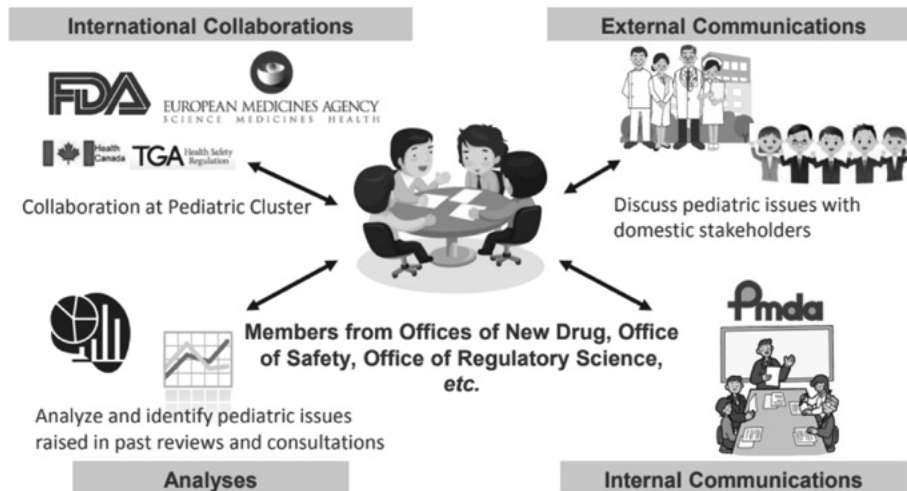 International Collaborations
External Communications
FDA
EUROPEAN MEDICINES AGENCY
SCIENCE MEDICINES HEALTH
Health
Canada
TGA Health Safety
Regulation
Collaboration at Pediatric Cluster
Discuss pediatric issues with
domestic stakeholders
Pmda
Members from Offices of New Drug, Office
of Safety, Office of Regulatory Science,
etc.
Analyze and identify pediatric issues
raised in past reviews and consultations
Analyses
Internal Communications